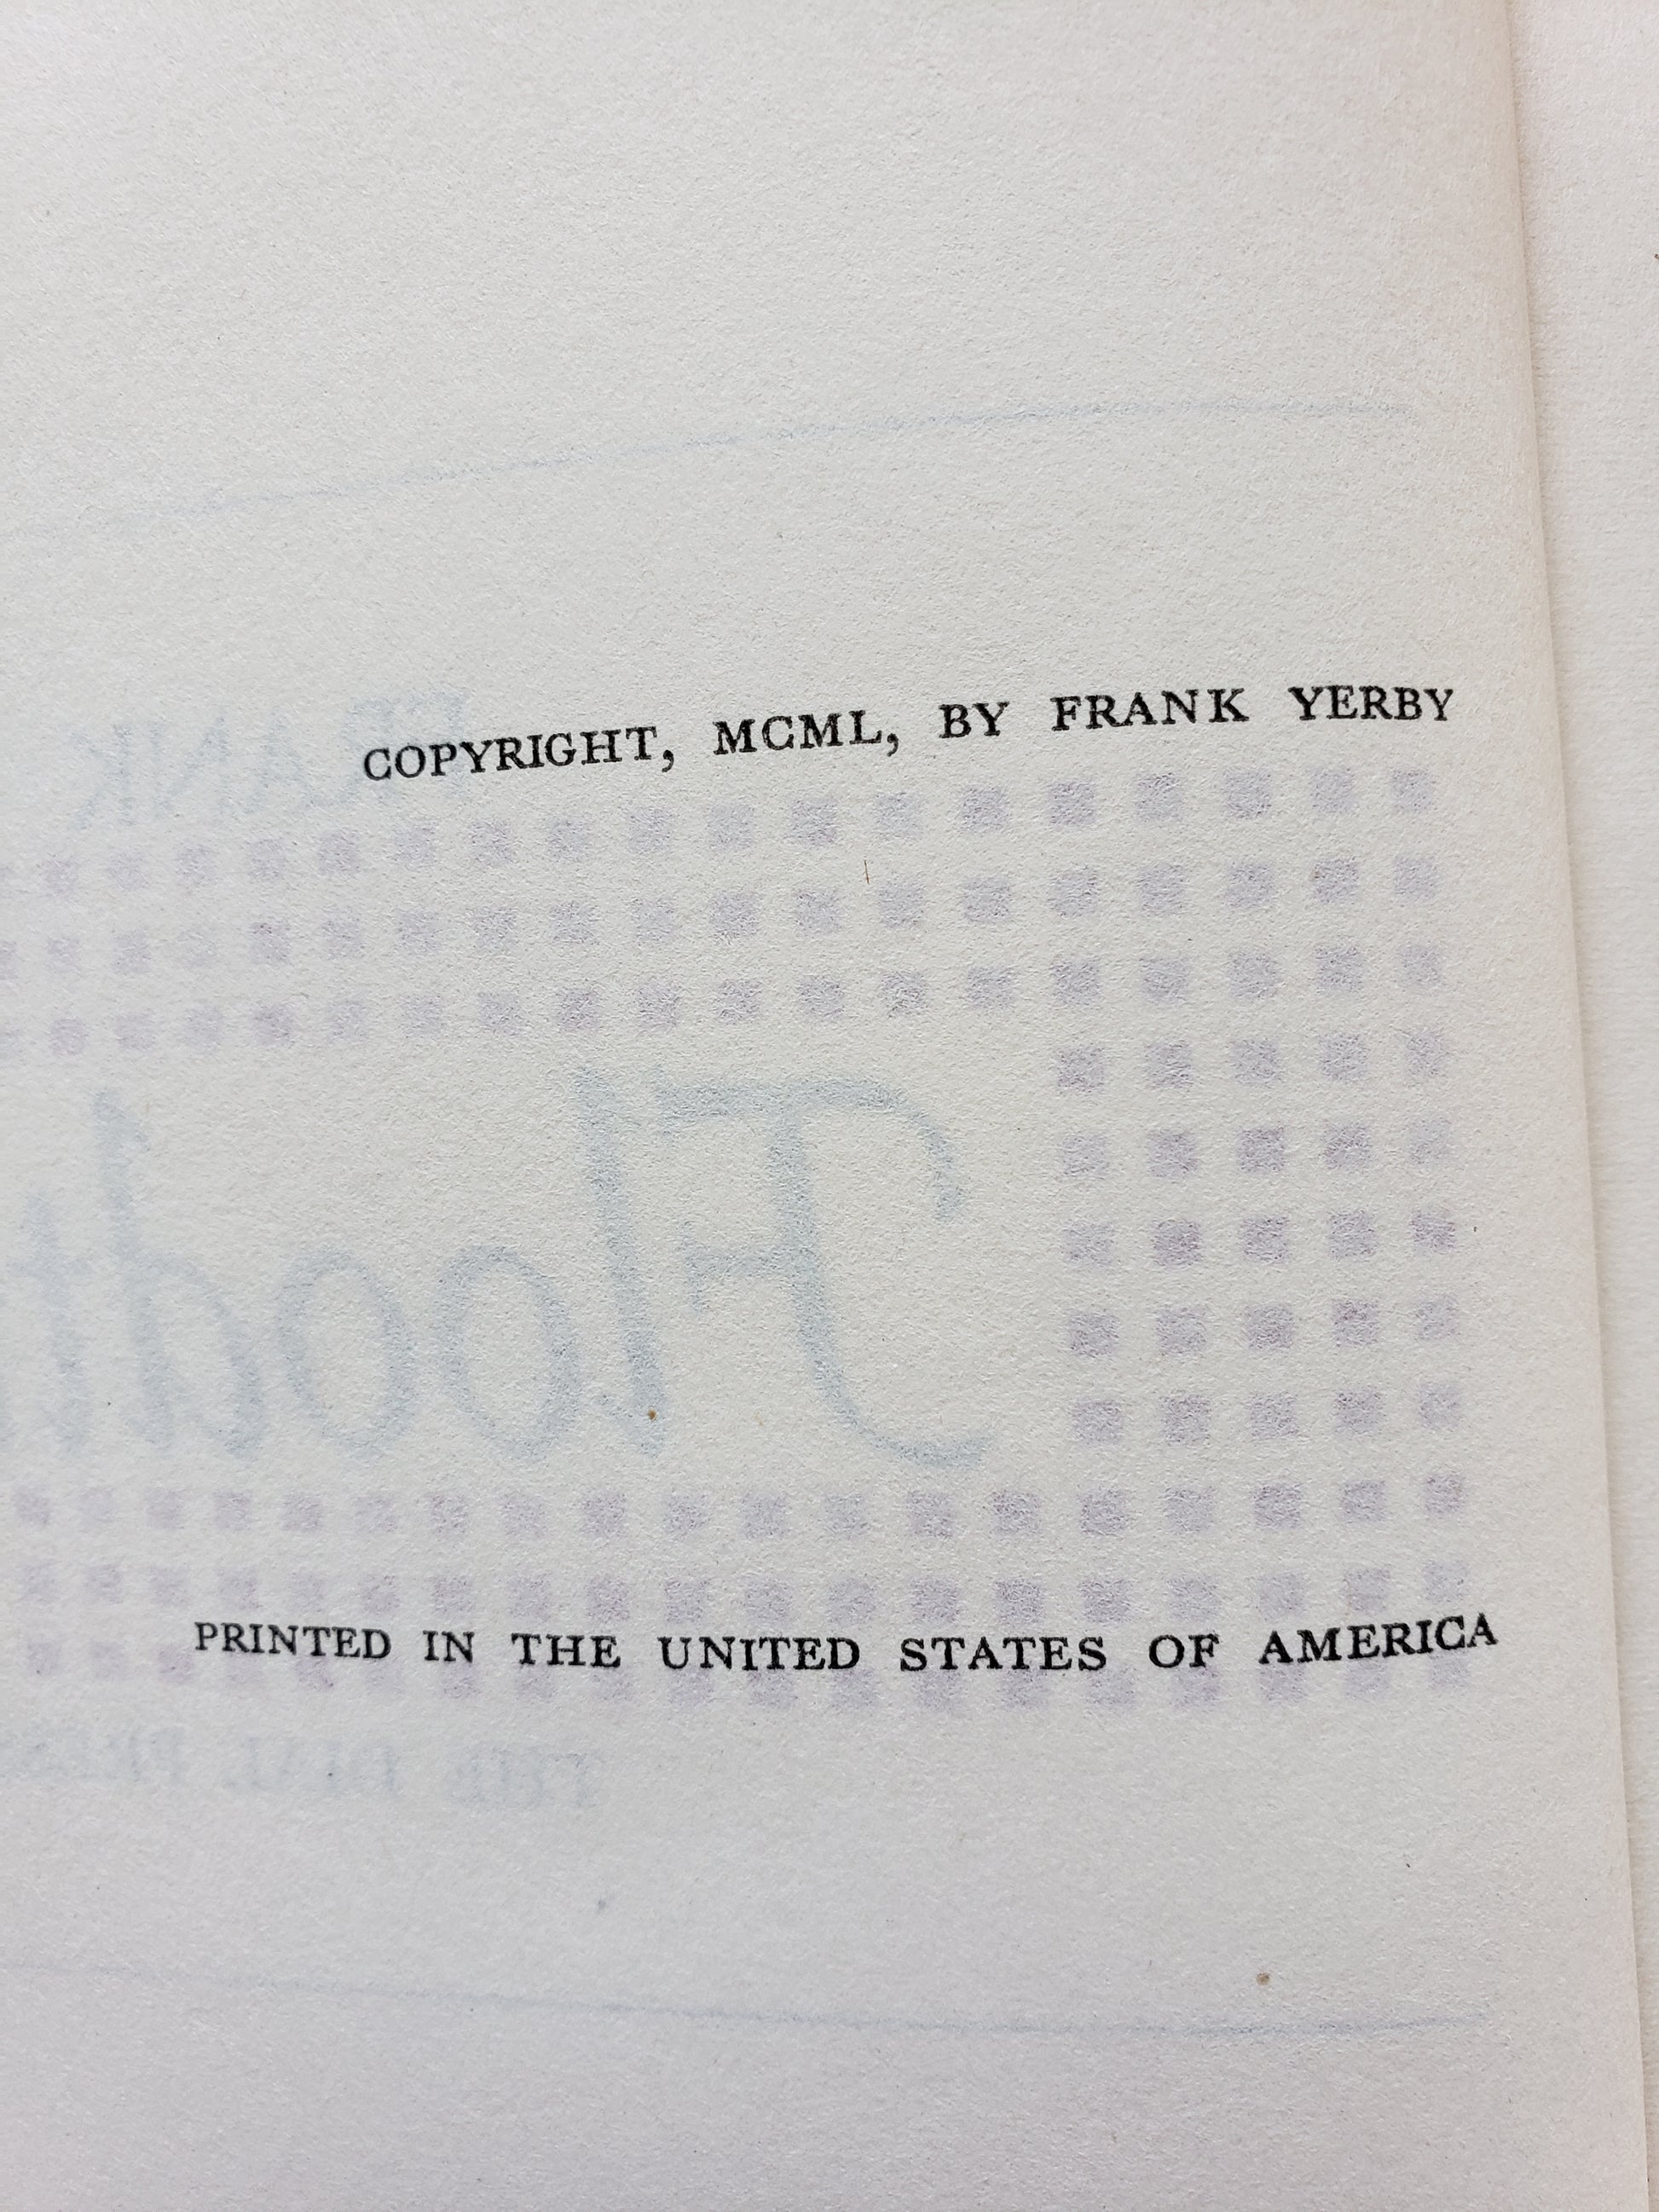 COPYRIGHT, MCML, BY FRANK YERBY
PRINTED IN THE UNITED STATES OF AMERICA